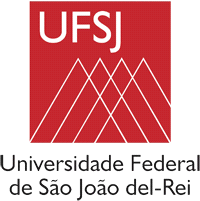 UFSJ
Universidade Federal
de São João del-Rei